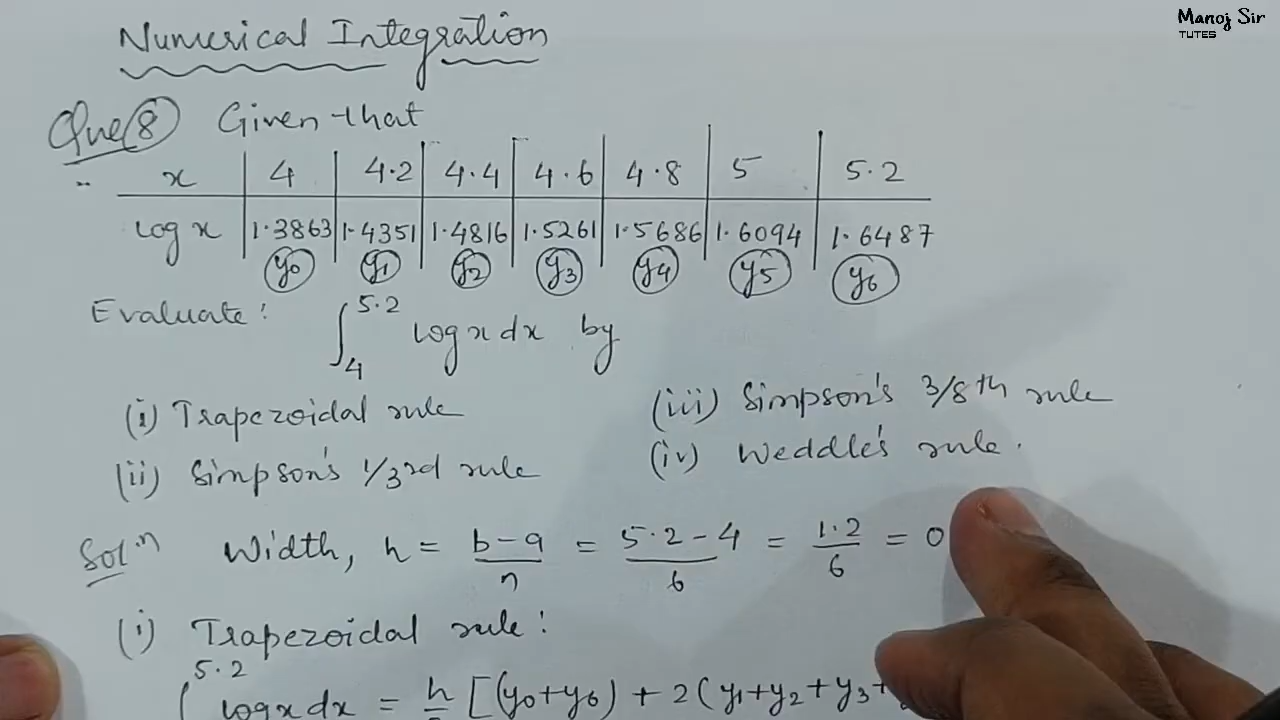 Manoj Sir
TUTES
Numerical Integration
Que 8 Given that
x 4 4.2 4.4 4.6 4.8 5 5.2
log x 1.3863 1.4351 1.4816 1.5261 1.5686 1.6094 1.6487
y0 y1 y2 y3 y4 y5 y6
Evaluate: ∫_4^5.2 log x dx by
(i) Trapezoidal rule
(ii) Simpson's 1/3rd rule
(iii) Simpson's 3/8th rule
(iv) Weddle's rule.
Solⁿ Width, h = b-a/n = 5.2-4/6 = 1.2/6 = 0
(i) Trapezoidal rule:
∫^5.2 log x dx = h/ [(y0+y6) + 2(y1+y2+y3+